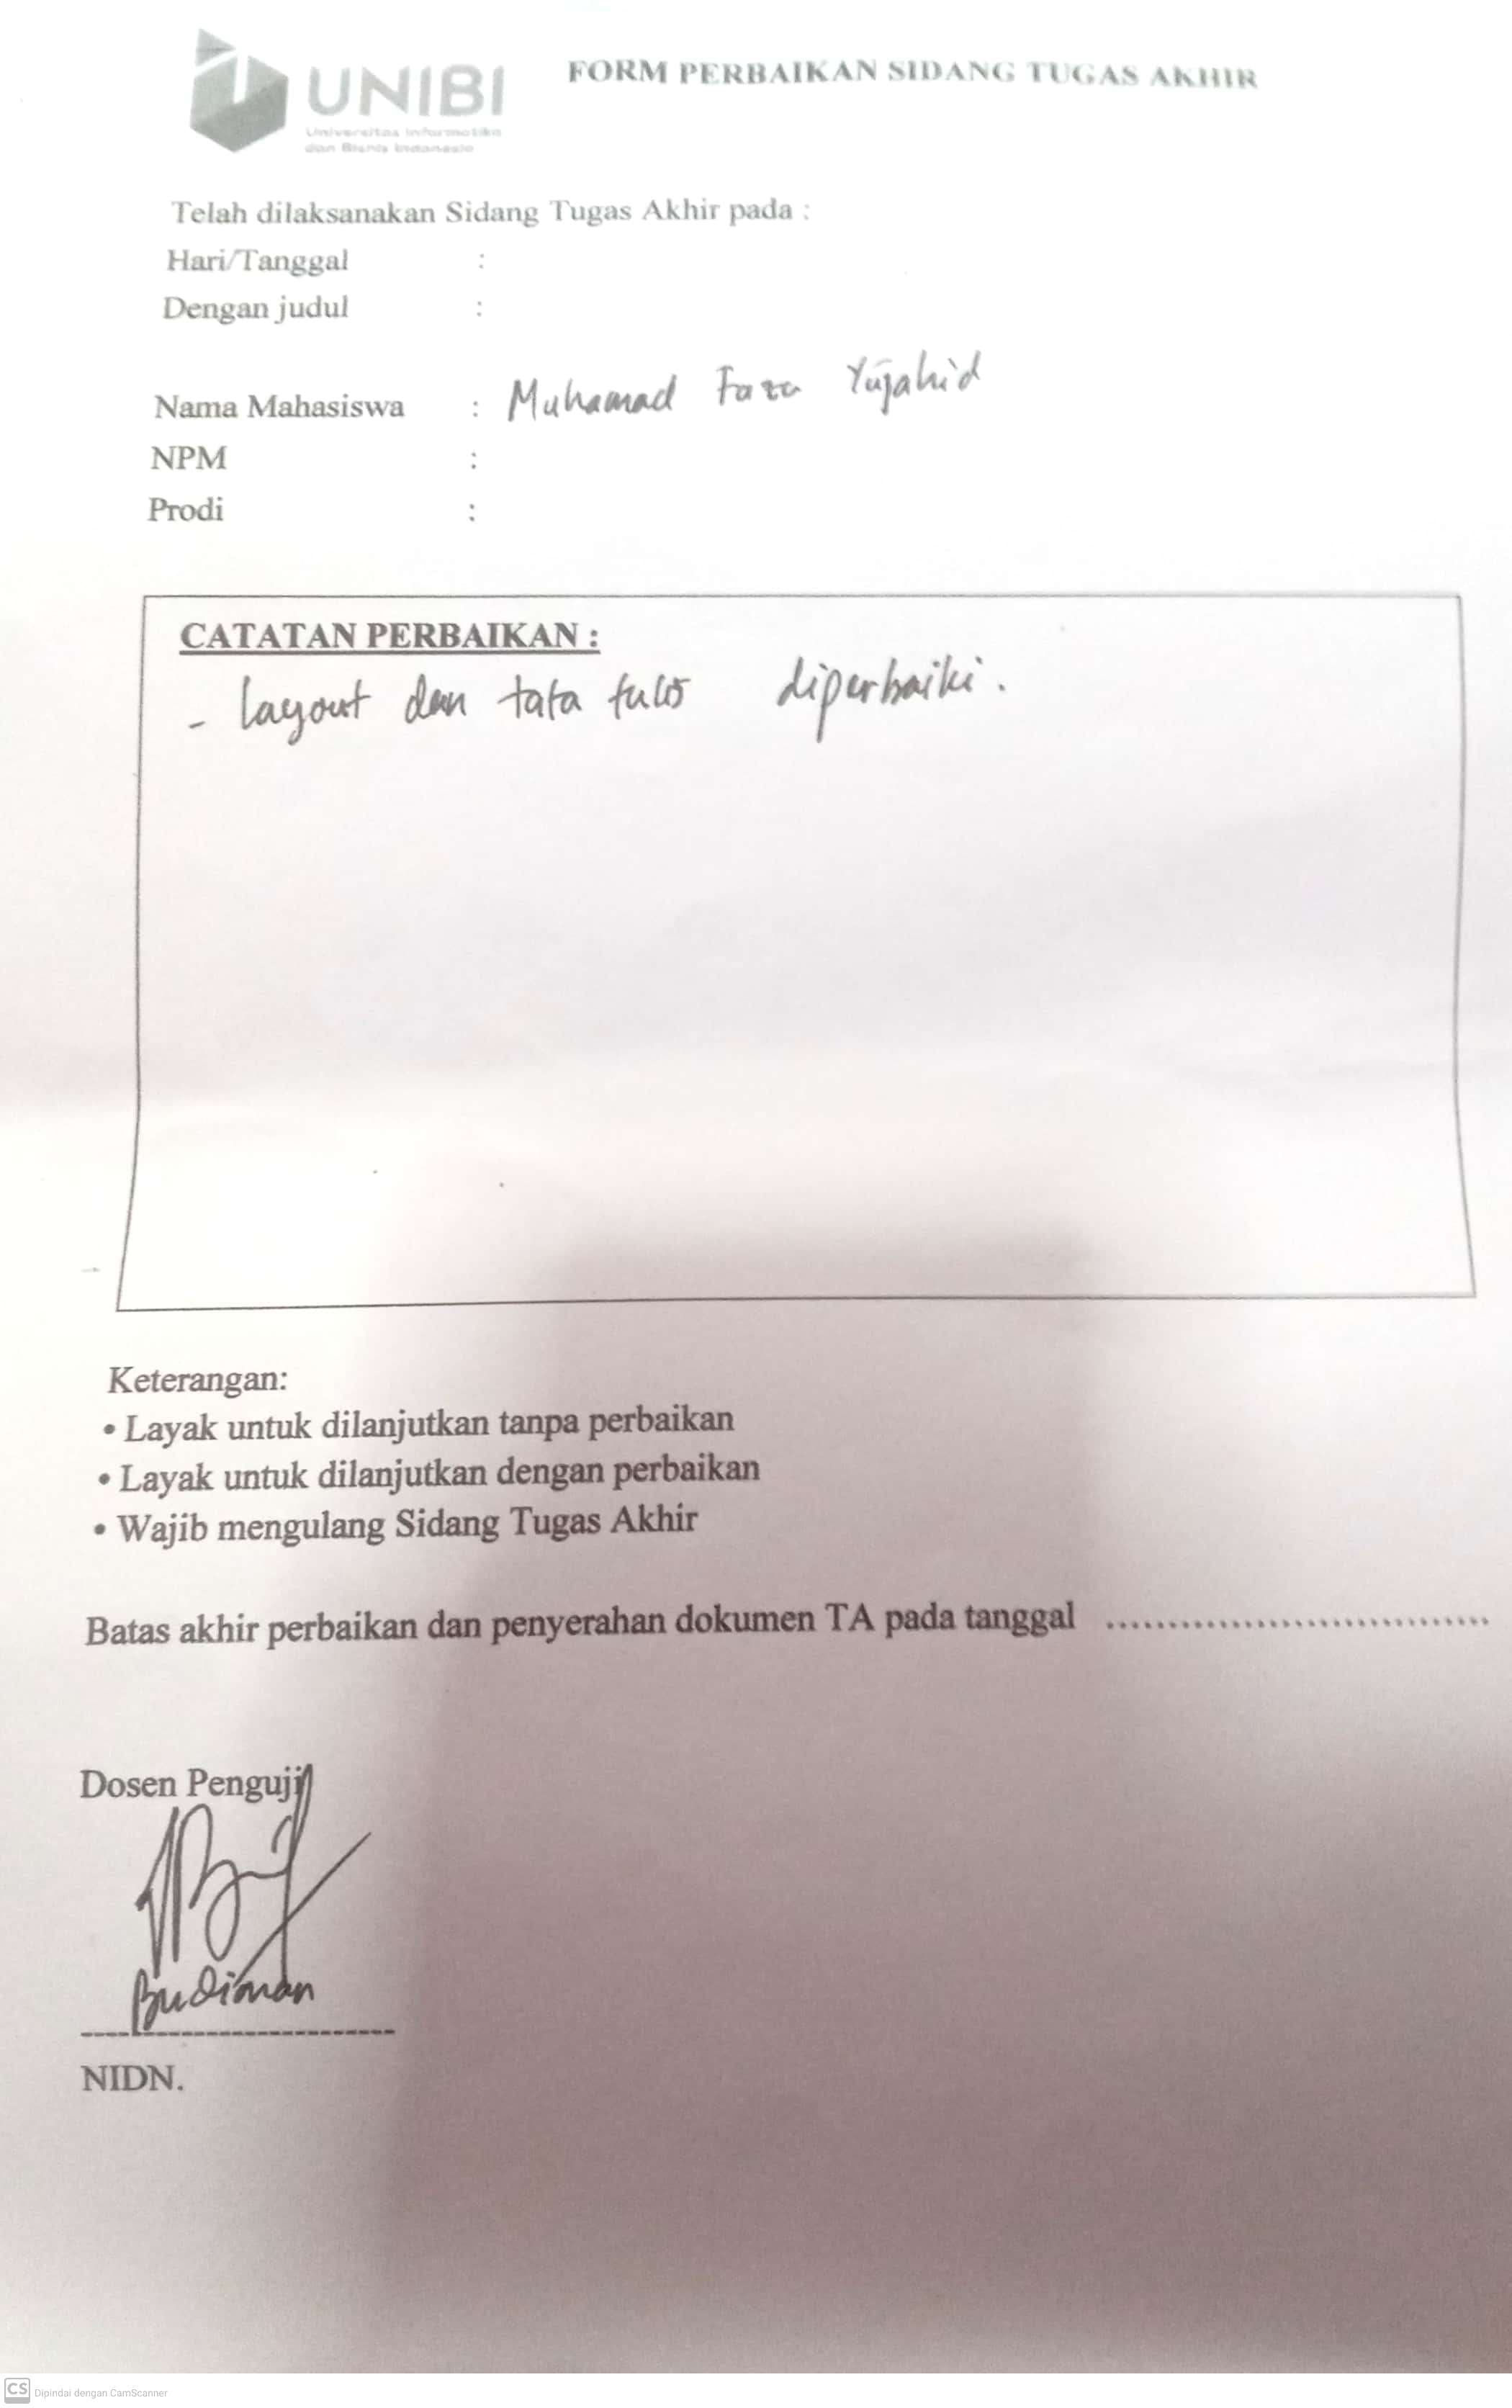 UNIBI
Universitas Informatika
dan Bisnis Indonesia
FORM PERBAIKAN SIDANG TUGAS AKHIR
Telah dilaksanakan Sidang Tugas Akhir pada :
Hari/Tanggal :
Dengan judul :
Nama Mahasiswa : Muhamad Faza Yujahid
NPM :
Prodi :
CATATAN PERBAIKAN :
- layout dan tata tulis diperbaiki.
Keterangan:
• Layak untuk dilanjutkan tanpa perbaikan
• Layak untuk dilanjutkan dengan perbaikan
• Wajib mengulang Sidang Tugas Akhir
Batas akhir perbaikan dan penyerahan dokumen TA pada tanggal ..............................
Dosen Penguji
Budiman
NIDN.
CS Dipindai dengan CamScanner